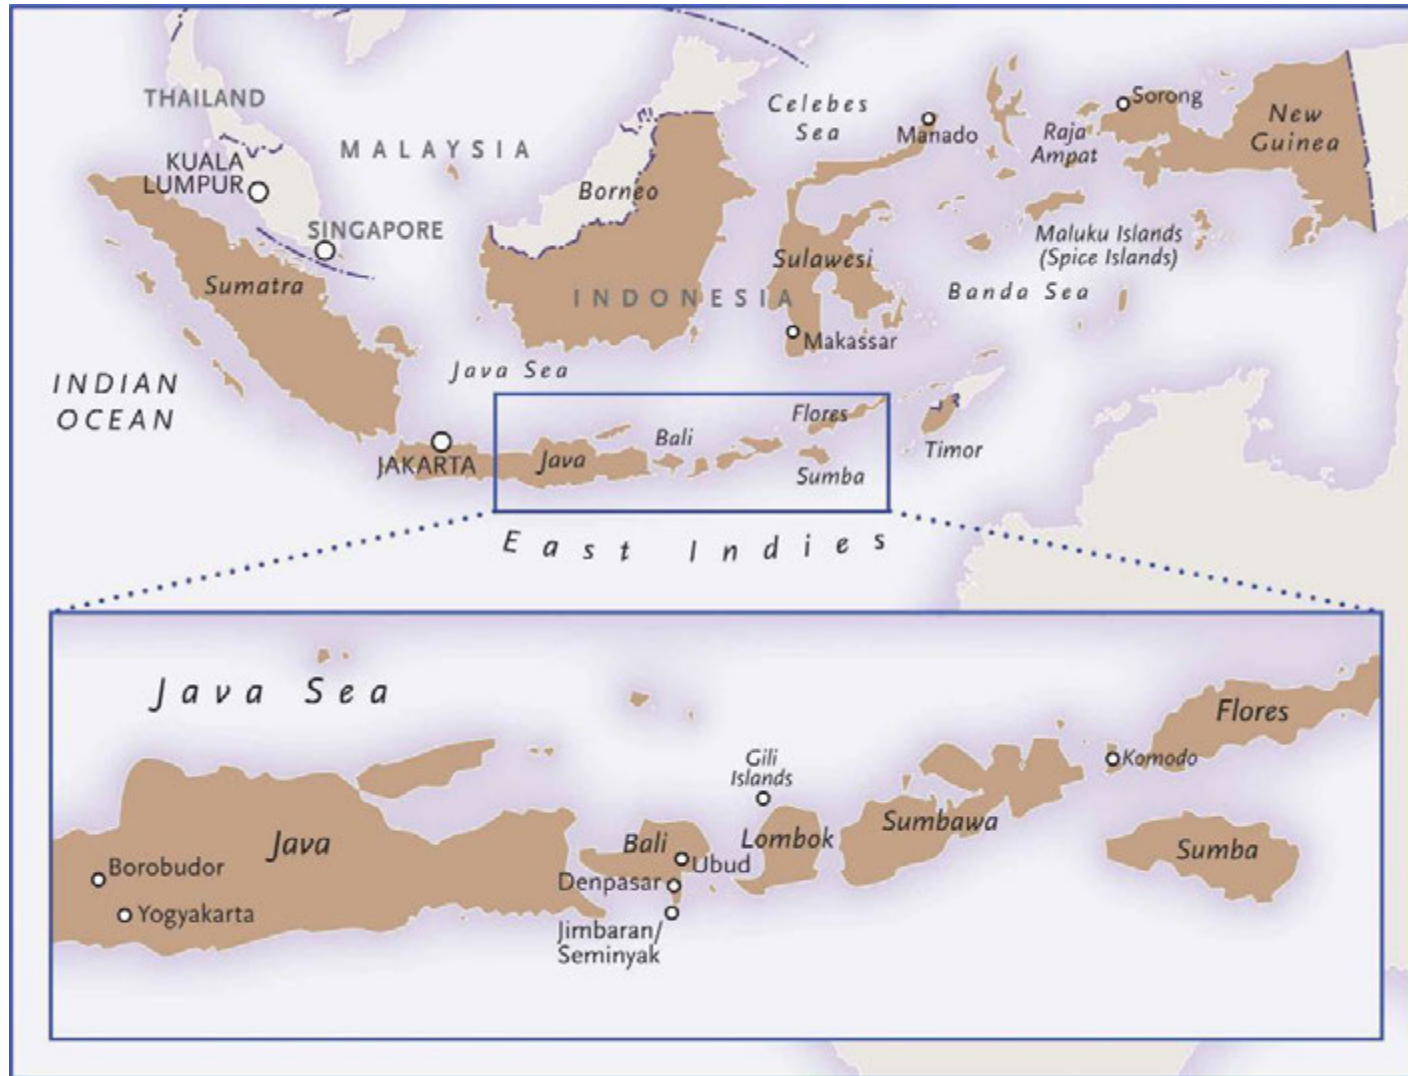 THAILAND
KUALA
LUMPUR
MALAYSIA
SINGAPORE
Sumatra
Borneo
Celebes
Sea
Manado
Raja
Ampat
Sorong
New
Guinea
Maluku Islands
(Spice Islands)
Sulawesi
INDONESIA
Banda Sea
Makassar
Java Sea
INDIAN
OCEAN
JAKARTA
Java
Bali
Flores
Sumba
Timor
East Indies
Java Sea
Flores
Komodo
Gili
Islands
Java
Bali
Lombok
Sumbawa
Sumba
Ubud
Borobudor
Denpasar
Yogyakarta
Jimbaran/
Seminyak